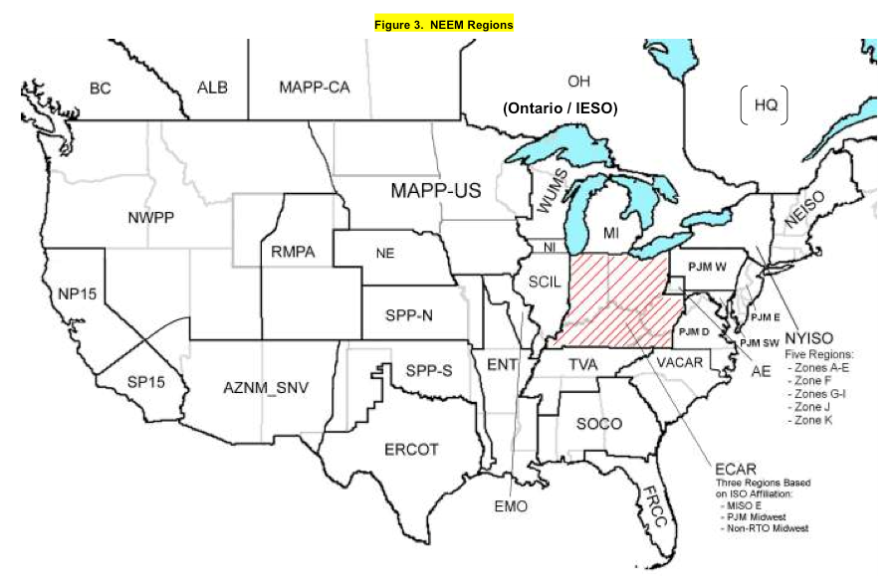 Figure 3.  NEEM Regions
BC
ALB
MAPP-CA
OH
(Ontario / IESO)
HQ
MAPP-US
WUMS
NEISO
NWPP
MI
RMPA
NE
NI
PJM W
SCIL
NP15
SPP-N
PJM E
PJM D
PJM SW
NYISO
Five Regions:
- Zones A-E
- Zone F
- Zones G-I
- Zone J
- Zone K
AE
SP15
AZNM_SNV
SPP-S
ENT
TVA
VACAR
SOCO
ERCOT
ECAR
Three Regions Based
on ISO Affiliation:
- MISO E
- PJM Midwest
- Non-RTO Midwest
EMO
FRCC